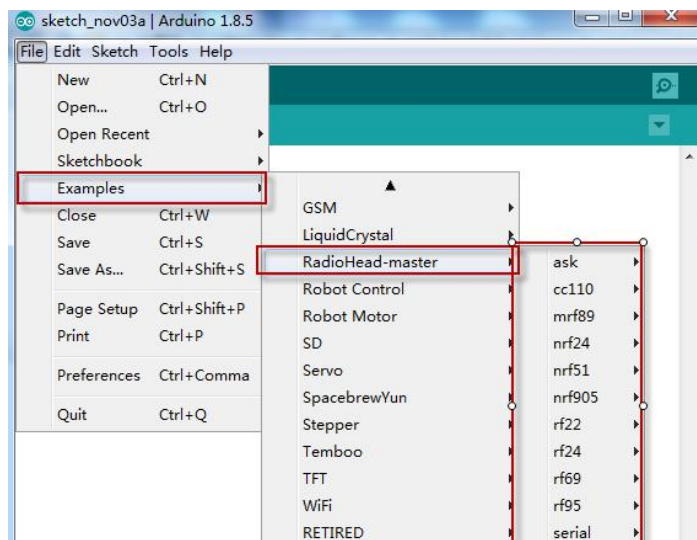 sketch_nov03a | Arduino 1.8.5
File Edit Sketch Tools Help
New Ctrl+N
Open... Ctrl+O
Open Recent
Sketchbook
Examples
Close Ctrl+W
Save Ctrl+S
Save As... Ctrl+Shift+S
Page Setup Ctrl+Shift+P
Print Ctrl+P
Preferences Ctrl+Comma
Quit Ctrl+Q
GSM
LiquidCrystal
RadioHead-master
Robot Control
Robot Motor
SD
Servo
SpacebrewYun
Stepper
Temboo
TFT
WiFi
RETIRED
ask
cc110
mrf89
nrf24
nrf51
nrf905
rf22
rf24
rf69
rf95
serial